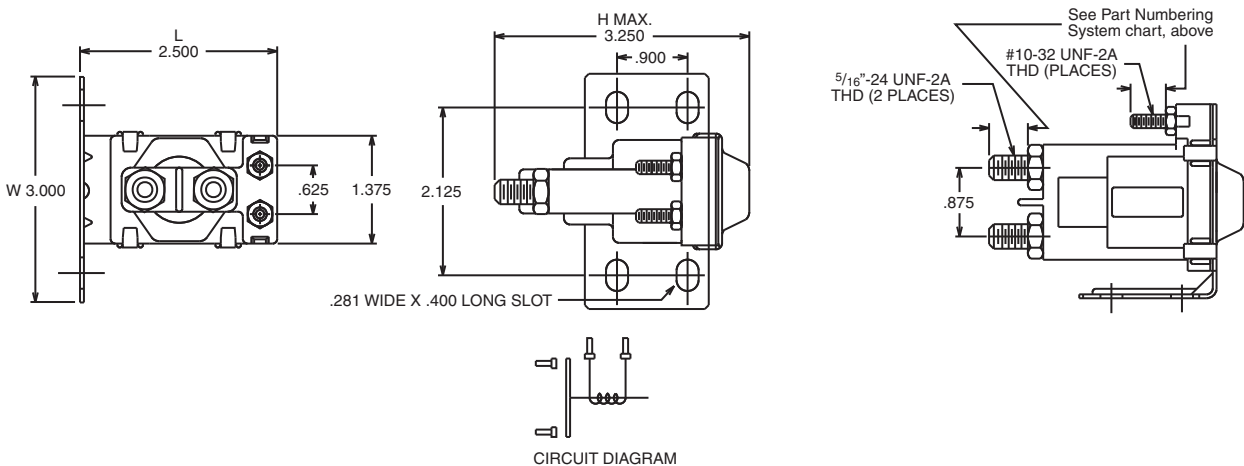 L
2.500
W 3.000
.625
1.375
H MAX.
3.250
.900
2.125
.281 WIDE X .400 LONG SLOT
See Part Numbering
System chart, above
#10-32 UNF-2A
THD (PLACES)
5/16"-24 UNF-2A
THD (2 PLACES)
.875
CIRCUIT DIAGRAM